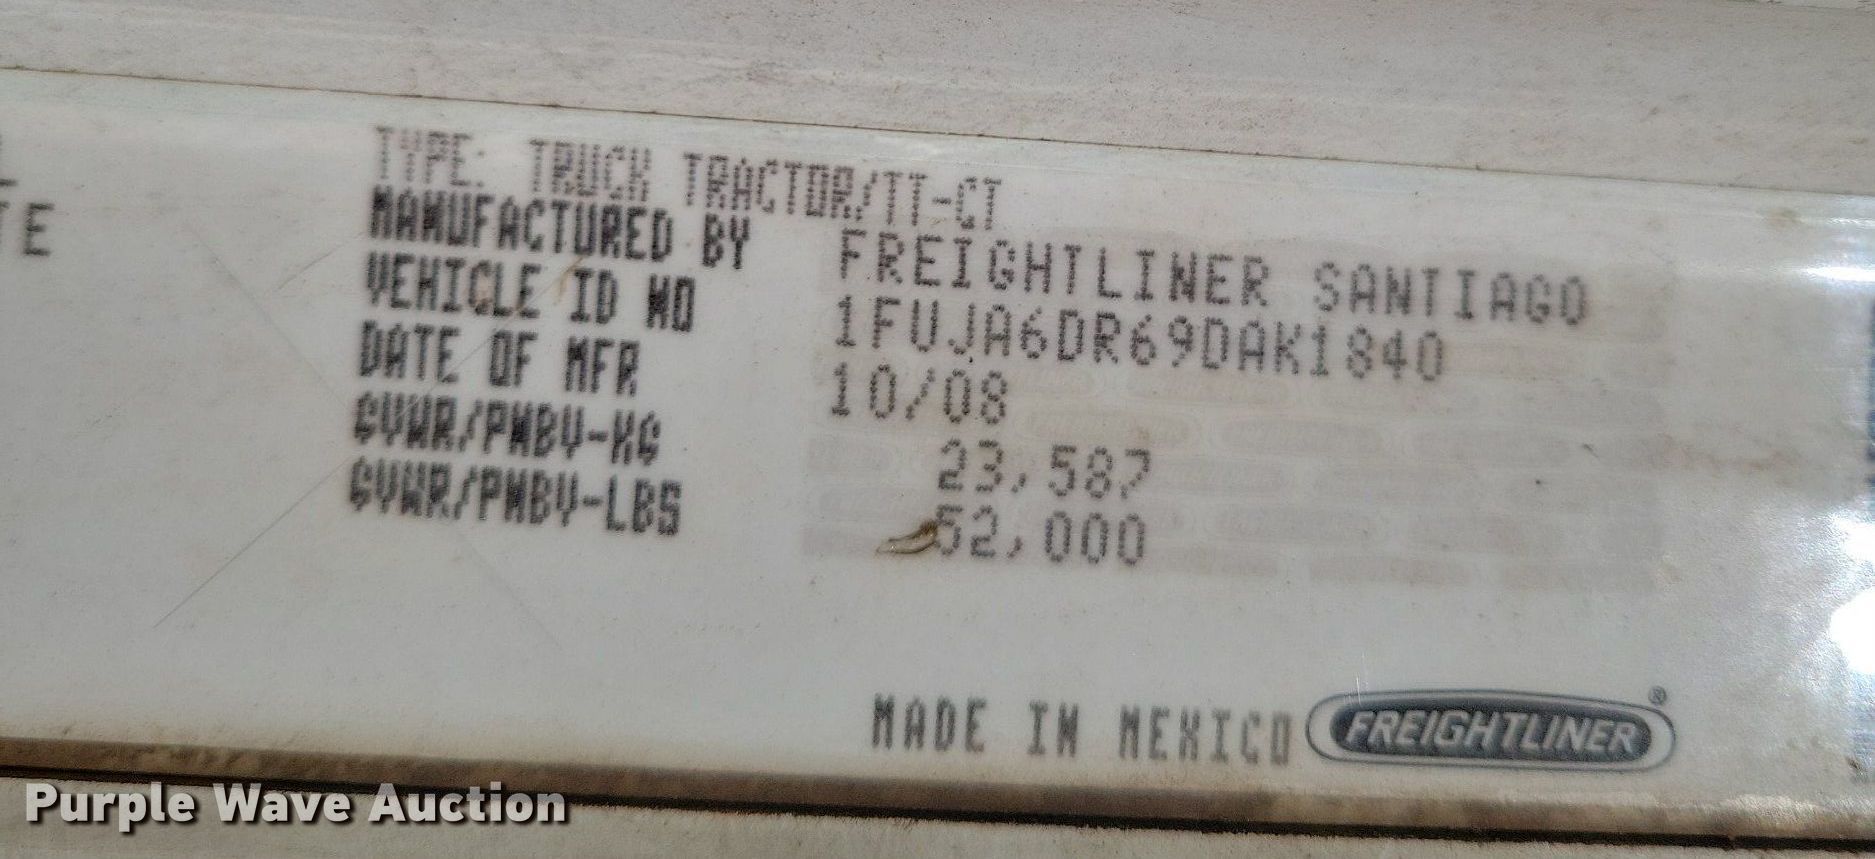 TE
TYPE: TRUCK TRACTOR/TT-CT
MANUFACTURED BY FREIGHTLINER SANTIAGO
VEHICLE ID NO 1FUJA6DR69DAK1840
DATE OF MFR 10/08
GVWR/PNBV-KG 23,587
GVWR/PNBV-LBS 52,000
MADE IN MEXICO FREIGHTLINER®
Purple Wave Auction